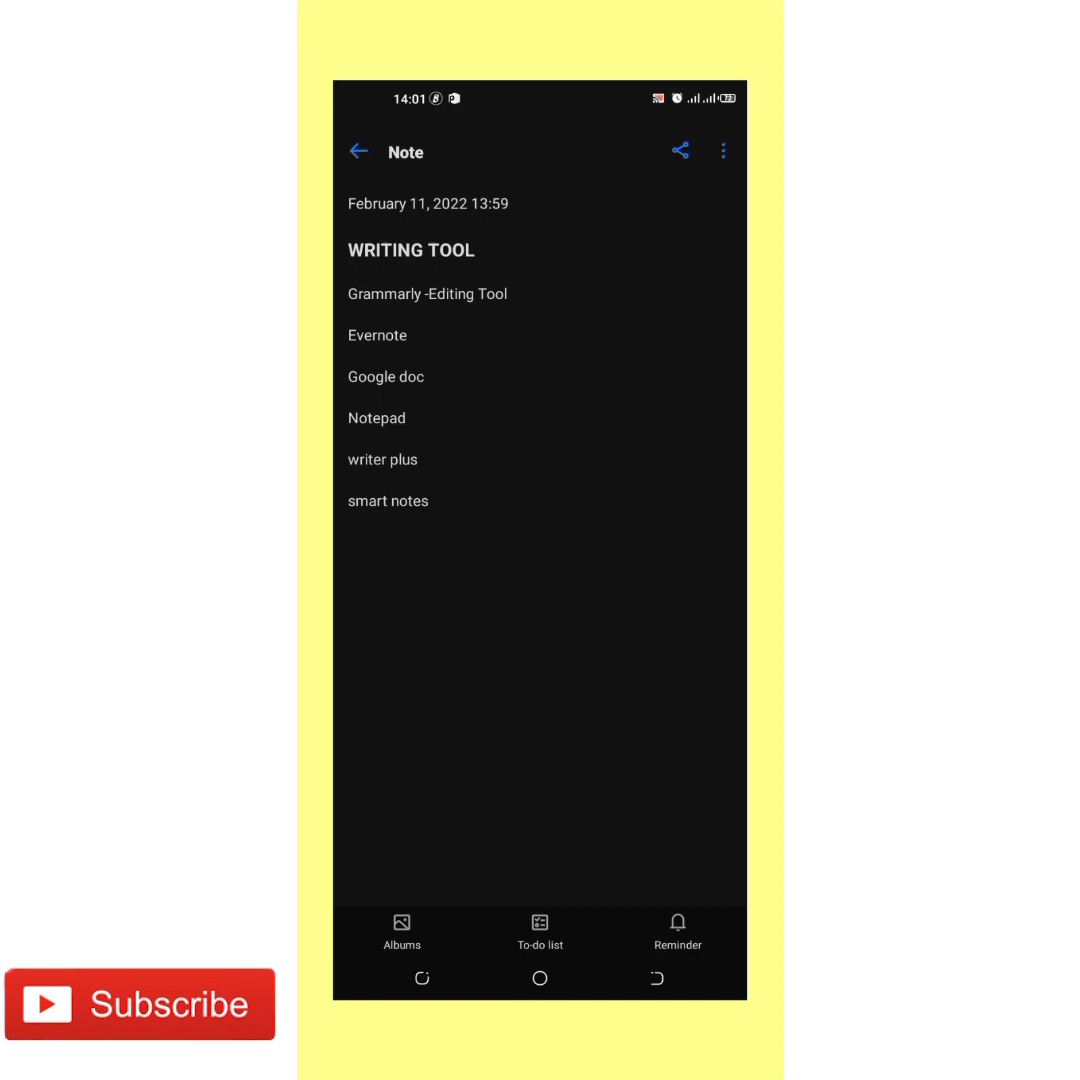 14:01
72
Note
February 11, 2022 13:59
WRITING TOOL
Grammarly -Editing Tool
Evernote
Google doc
Notepad
writer plus
smart notes
Albums
To-do list
Reminder
Subscribe